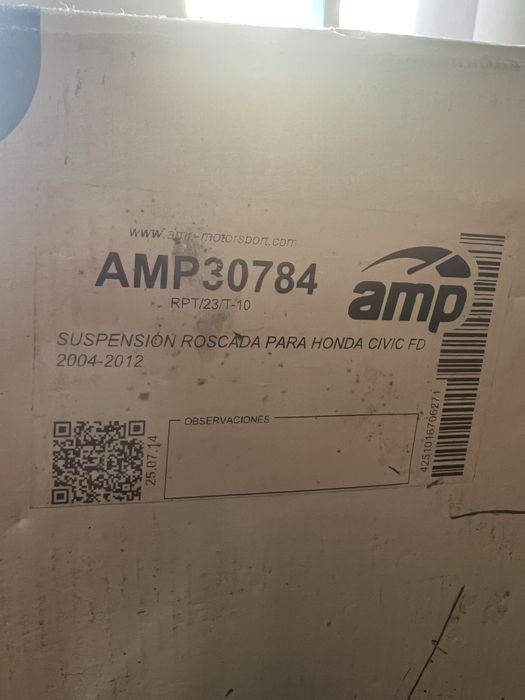 www.amp-motorsport.com
AMP30784
RPT/23/T-10
amp
SUSPENSIÓN ROSCADA PARA HONDA CIVIC FD
2004-2012
OBSERVACIONES
25.07.14
4251016706271